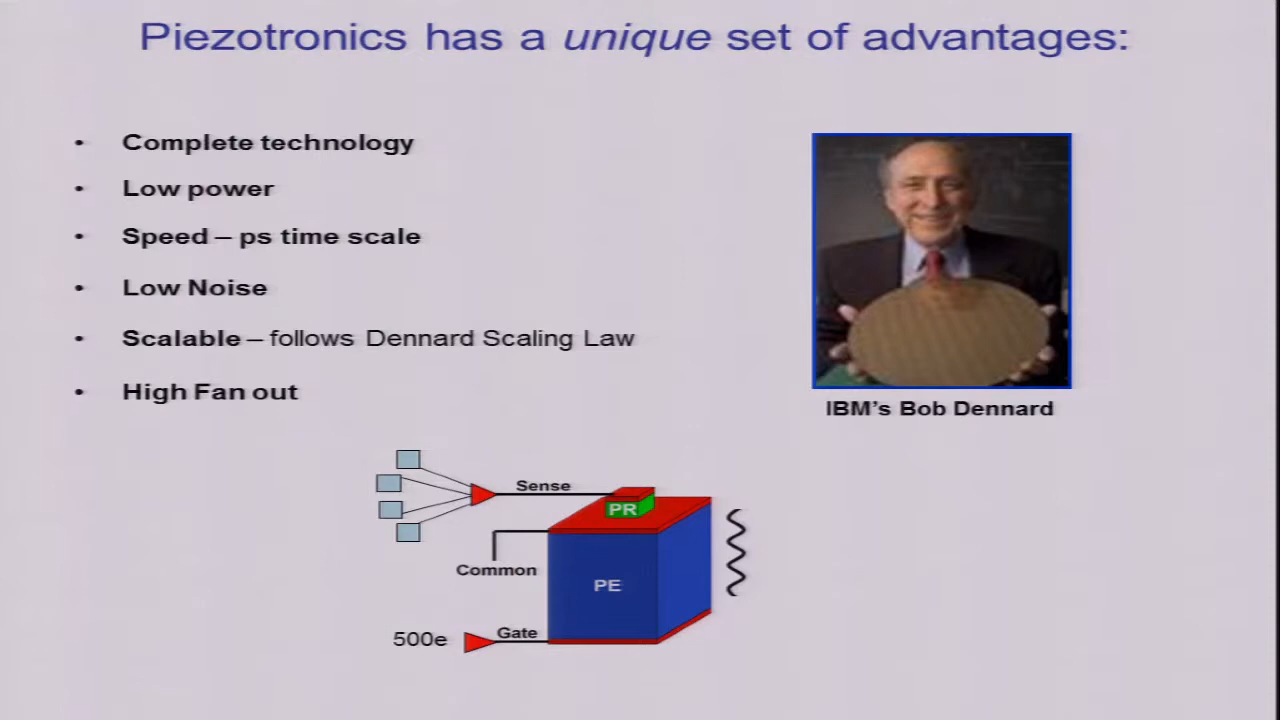 Piezotronics has a unique set of advantages:
• Complete technology
• Low power
• Speed – ps time scale
• Low Noise
• Scalable – follows Dennard Scaling Law
• High Fan out
IBM's Bob Dennard
Sense
PR
Common
PE
500e
Gate